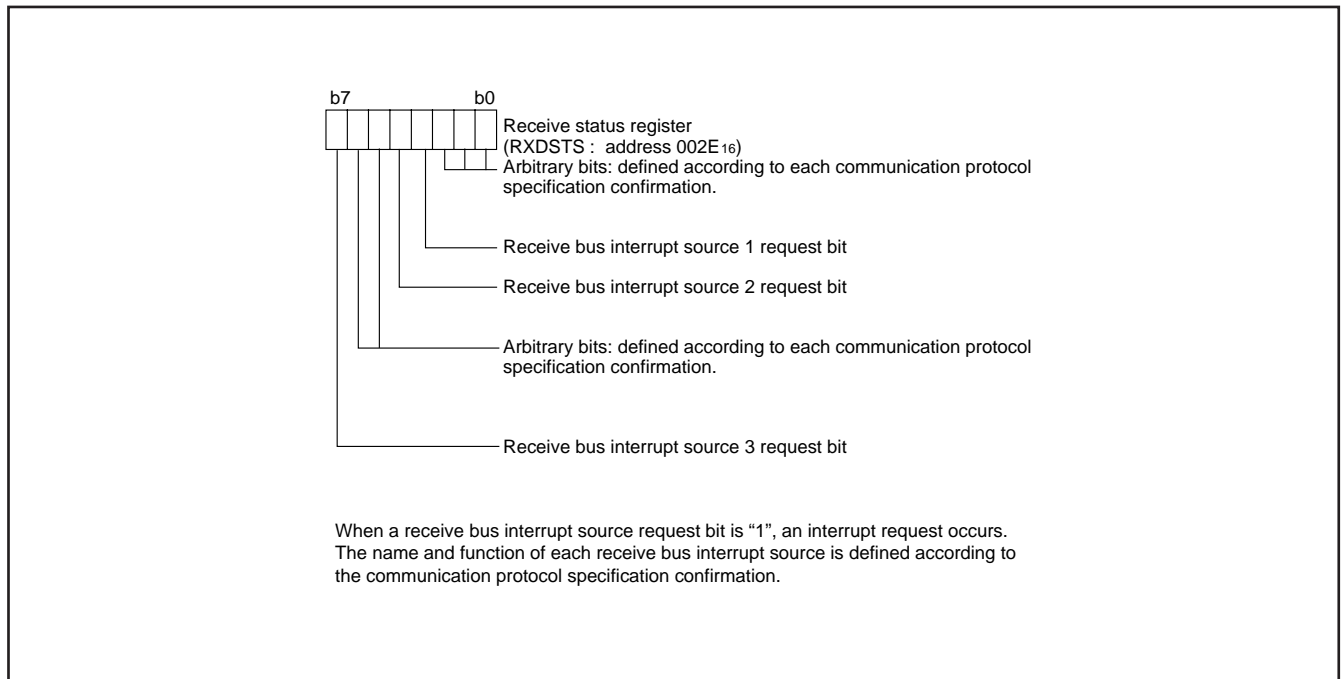 b7 b0
Receive status register
(RXDSTS : address 002E16)
Arbitrary bits: defined according to each communication protocol
specification confirmation.
Receive bus interrupt source 1 request bit
Receive bus interrupt source 2 request bit
Arbitrary bits: defined according to each communication protocol
specification confirmation.
Receive bus interrupt source 3 request bit
When a receive bus interrupt source request bit is “1”, an interrupt request occurs.
The name and function of each receive bus interrupt source is defined according to
the communication protocol specification confirmation.